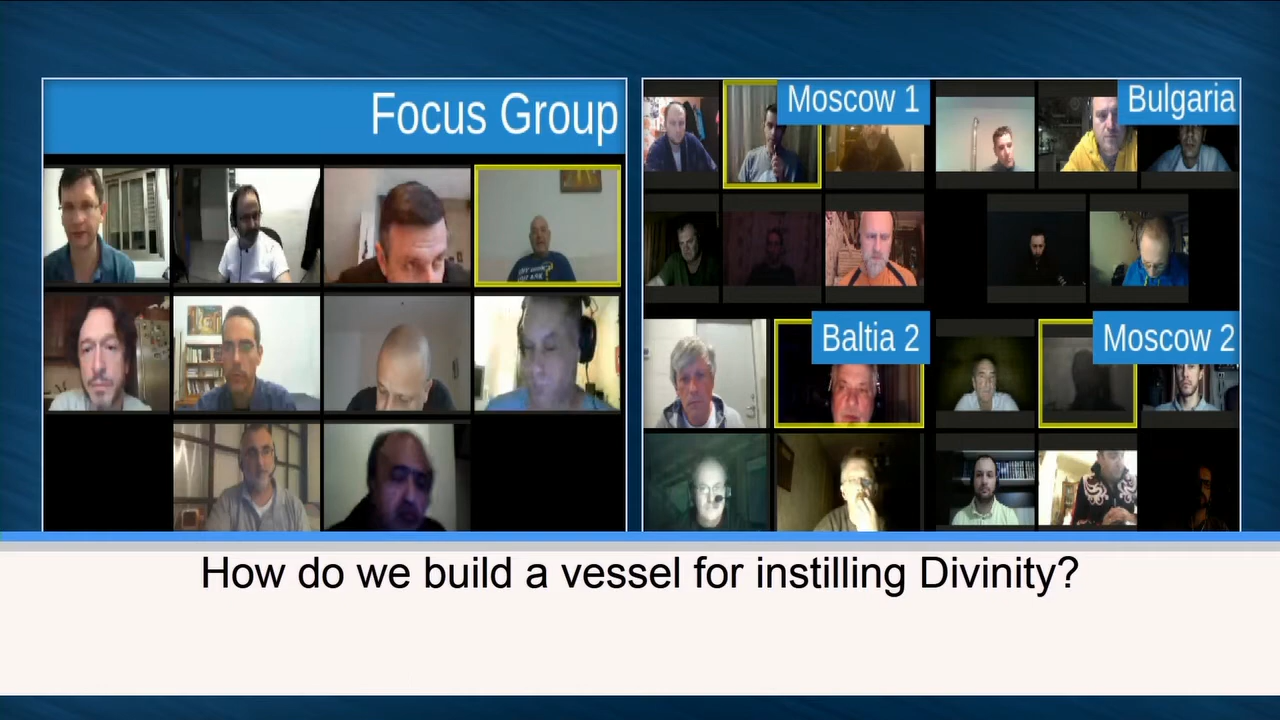 Focus Group
Moscow 1
Bulgaria
Baltia 2
Moscow 2
How do we build a vessel for instilling Divinity?